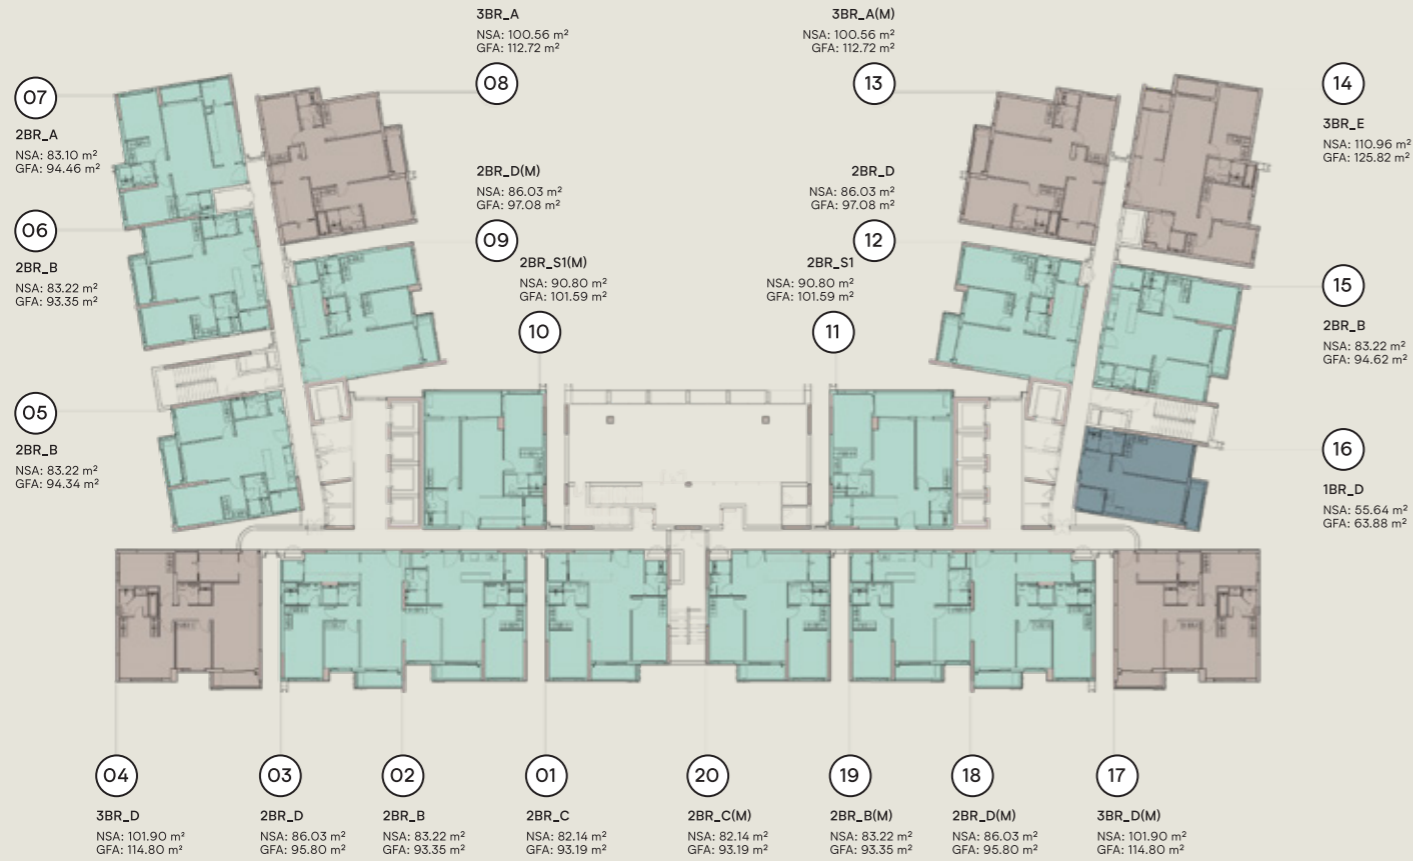 3BR_A
NSA: 100.56 m²
GFA: 112.72 m²
08
3BR_A(M)
NSA: 100.56 m²
GFA: 112.72 m²
13
07
2BR_A
NSA: 83.10 m²
GFA: 94.46 m²
14
3BR_E
NSA: 110.96 m²
GFA: 125.82 m²
2BR_D(M)
NSA: 86.03 m²
GFA: 97.08 m²
09
2BR_D
NSA: 86.03 m²
GFA: 97.08 m²
12
06
2BR_B
NSA: 83.22 m²
GFA: 93.35 m²
2BR_S1(M)
NSA: 90.80 m²
GFA: 101.59 m²
10
2BR_S1
NSA: 90.80 m²
GFA: 101.59 m²
11
15
2BR_B
NSA: 83.22 m²
GFA: 94.62 m²
05
2BR_B
NSA: 83.22 m²
GFA: 94.34 m²
16
1BR_D
NSA: 55.64 m²
GFA: 63.88 m²
04
3BR_D
NSA: 101.90 m²
GFA: 114.80 m²
03
2BR_D
NSA: 86.03 m²
GFA: 95.80 m²
02
2BR_B
NSA: 83.22 m²
GFA: 93.35 m²
01
2BR_C
NSA: 82.14 m²
GFA: 93.19 m²
20
2BR_C(M)
NSA: 82.14 m²
GFA: 93.19 m²
19
2BR_B(M)
NSA: 83.22 m²
GFA: 93.35 m²
18
2BR_D(M)
NSA: 86.03 m²
GFA: 95.80 m²
17
3BR_D(M)
NSA: 101.90 m²
GFA: 114.80 m²